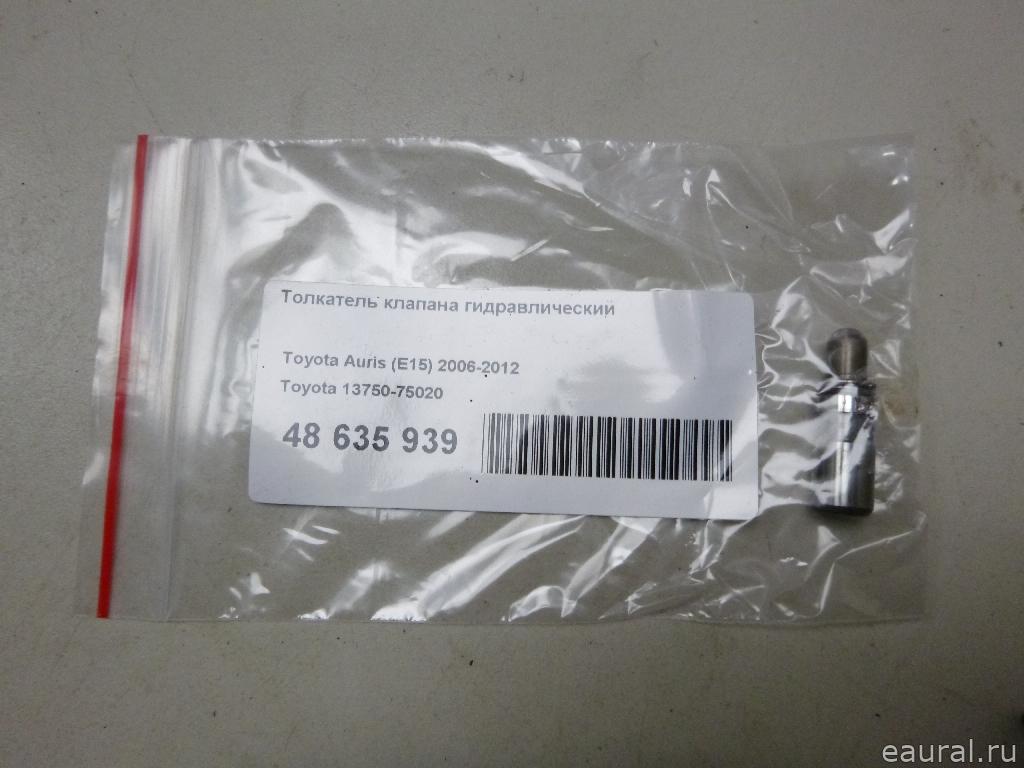 Толкатель клапана гидравлический
Toyota Auris (E15) 2006-2012
Toyota 13750-75020
48 635 939
eaural.ru